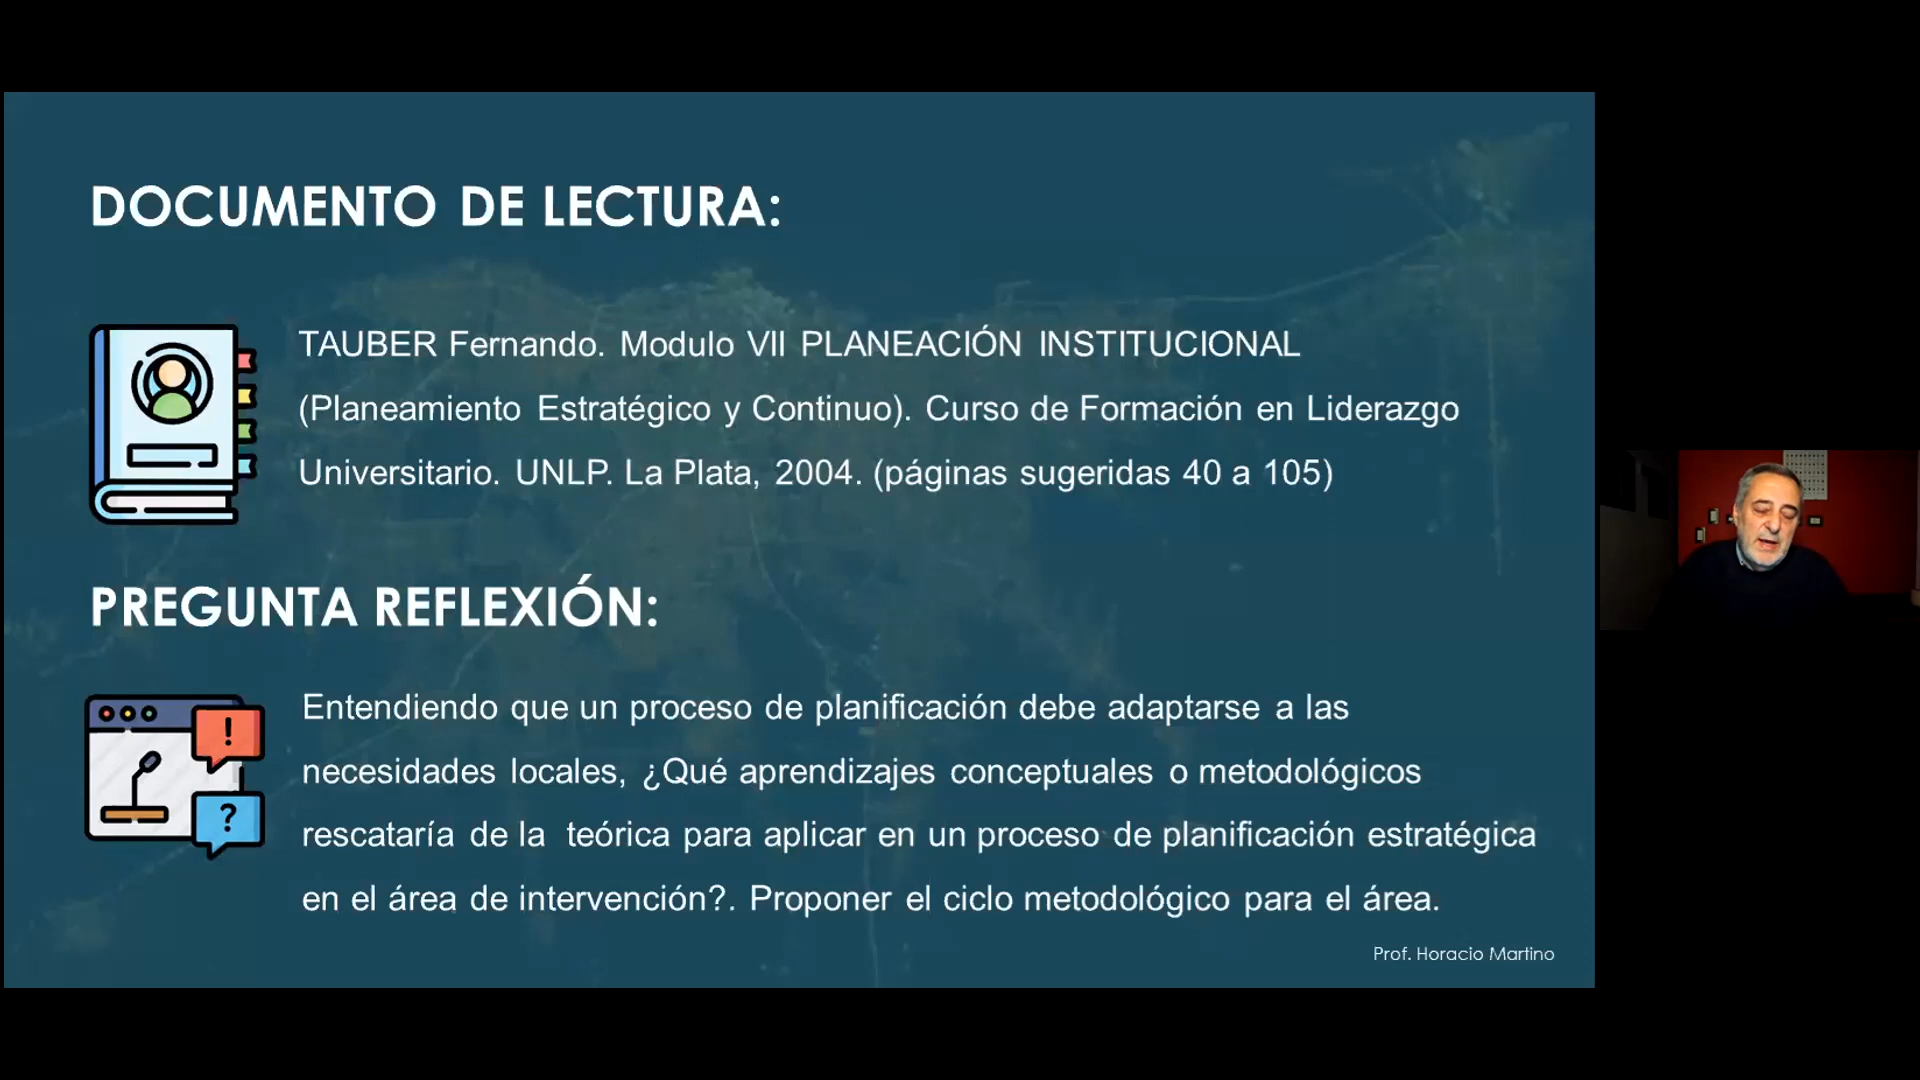 DOCUMENTO DE LECTURA:
TAUBER Fernando. Modulo VII PLANEACIÓN INSTITUCIONAL
(Planeamiento Estratégico y Continuo). Curso de Formación en Liderazgo
Universitario. UNLP. La Plata, 2004. (páginas sugeridas 40 a 105)
PREGUNTA REFLEXIÓN:
Entendiendo que un proceso de planificación debe adaptarse a las
necesidades locales, ¿Qué aprendizajes conceptuales o metodológicos
rescataría de la teórica para aplicar en un proceso de planificación estratégica
en el área de intervención?. Proponer el ciclo metodológico para el área.
Prof. Horacio Martino